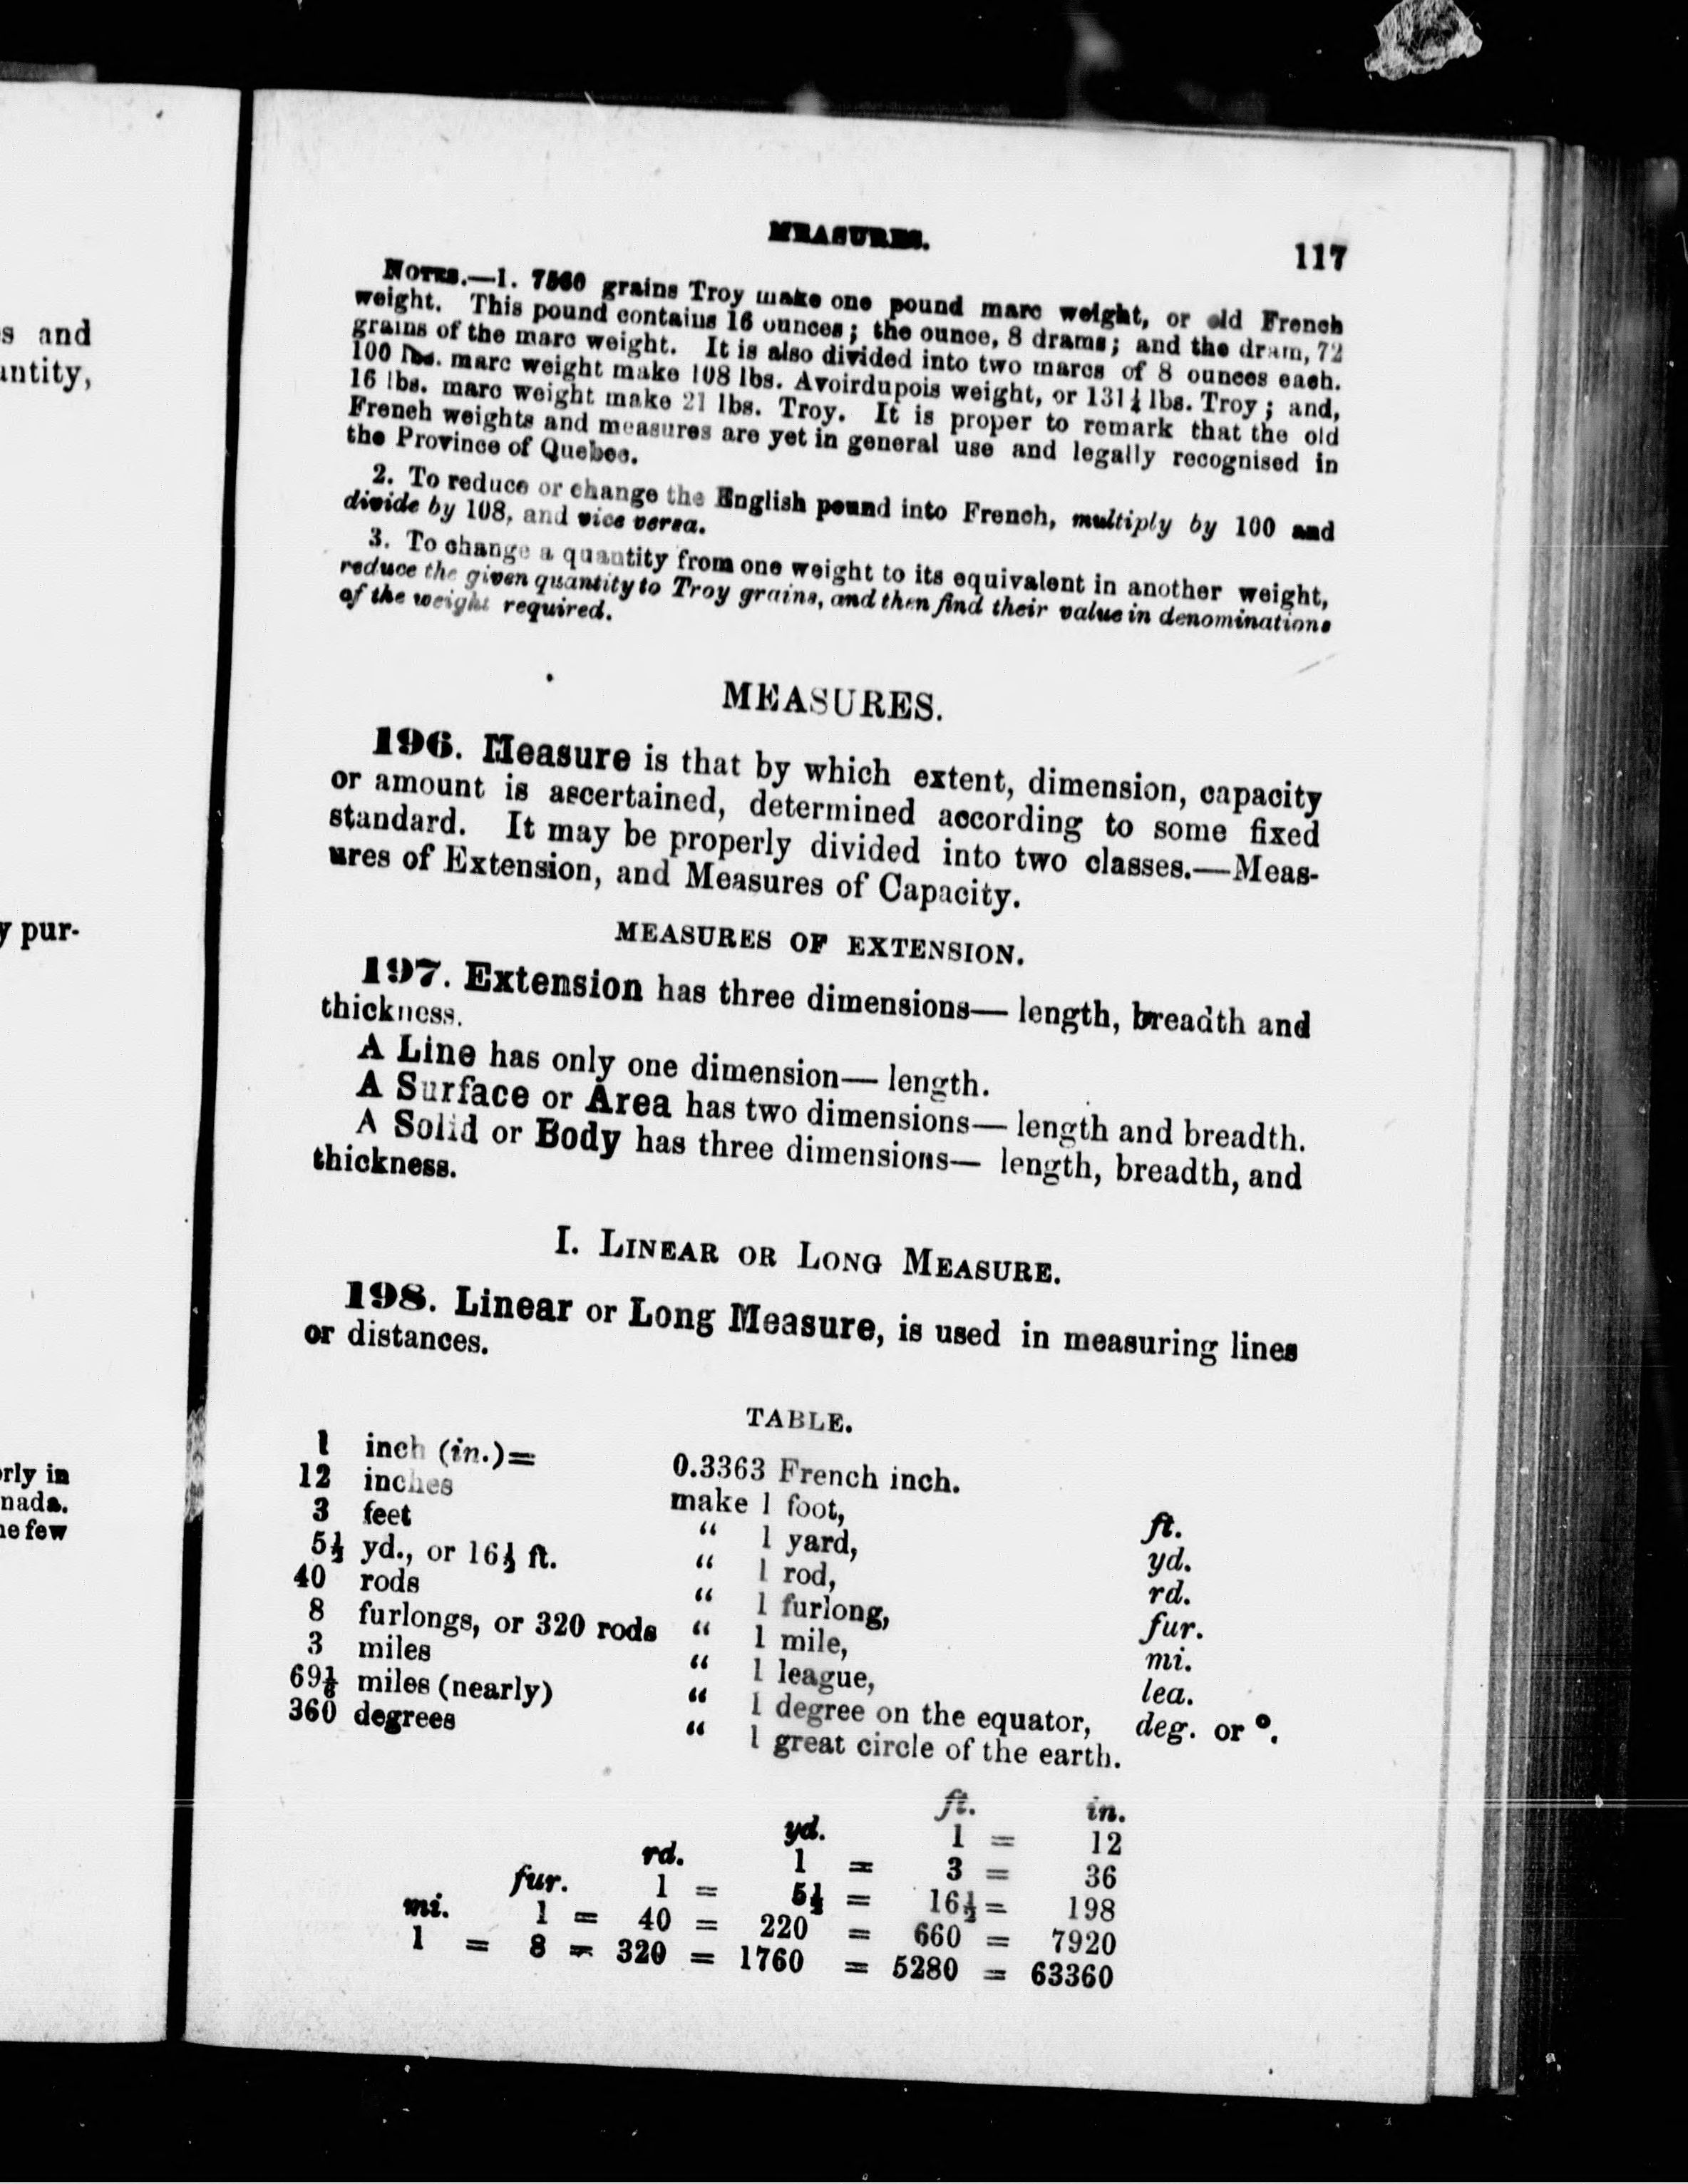 s and
antity,
y pur-
rly in
nada.
ne few
MEASURES.
117
NOTES.—1. 7560 grains Troy make one pound marc weight, or old French
weight. This pound contains 16 ounces; the ounce, 8 drams; and the dram, 72
grains of the marc weight. It is also divided into two marcs of 8 ounces each.
100 lbs. marc weight make 108 lbs. Avoirdupois weight, or 131¼ lbs. Troy; and,
16 lbs. marc weight make 21 lbs. Troy. It is proper to remark that the old
French weights and measures are yet in general use and legally recognised in
the Province of Quebec.
2. To reduce or change the English pound into French, multiply by 100 and
divide by 108, and vice versa.
3. To change a quantity from one weight to its equivalent in another weight,
reduce the given quantity to Troy grains, and then find their value in denominations
of the weight required.
MEASURES.
196. Measure is that by which extent, dimension, capacity
or amount is ascertained, determined according to some fixed
standard. It may be properly divided into two classes.—Meas-
ures of Extension, and Measures of Capacity.
MEASURES OF EXTENSION.
197. Extension has three dimensions— length, breadth and
thickness.
A Line has only one dimension— length.
A Surface or Area has two dimensions— length and breadth.
A Solid or Body has three dimensions— length, breadth, and
thickness.
I. LINEAR OR LONG MEASURE.
198. Linear or Long Measure, is used in measuring lines
or distances.
TABLE.
1 inch (in.)= 0.3363 French inch.
12 inches make 1 foot, ft.
3 feet " 1 yard, yd.
5½ yd., or 16½ ft. " 1 rod, rd.
40 rods " 1 furlong, fur.
8 furlongs, or 320 rods " 1 mile, mi.
3 miles " 1 league, lea.
69⅙ miles (nearly) " 1 degree on the equator, deg. or °.
360 degrees " 1 great circle of the earth.
ft. in.
yd. 1 = 12
rd. 1 = 3 = 36
fur. 1 = 5½ = 16½ = 198
mi. 1 = 40 = 220 = 660 = 7920
1 = 8 = 320 = 1760 = 5280 = 63360